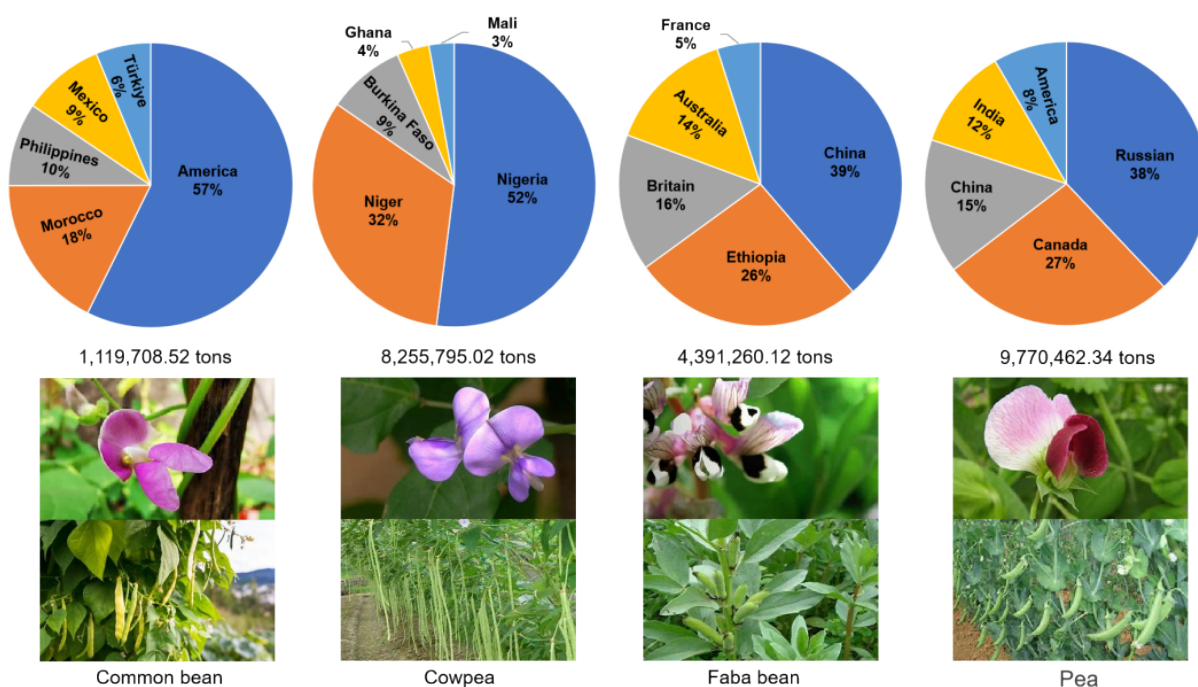 America
57%
Morocco
18%
Philippines
10%
Mexico
9%
Türkiye
6%
Nigeria
52%
Niger
32%
Burkina Faso
9%
Ghana
4%
Mali
3%
China
39%
Ethiopia
26%
Britain
16%
Australia
14%
France
5%
Russian
38%
Canada
27%
China
15%
India
12%
America
8%
1,119,708.52 tons
8,255,795.02 tons
4,391,260.12 tons
9,770,462.34 tons
Common bean
Cowpea
Faba bean
Pea